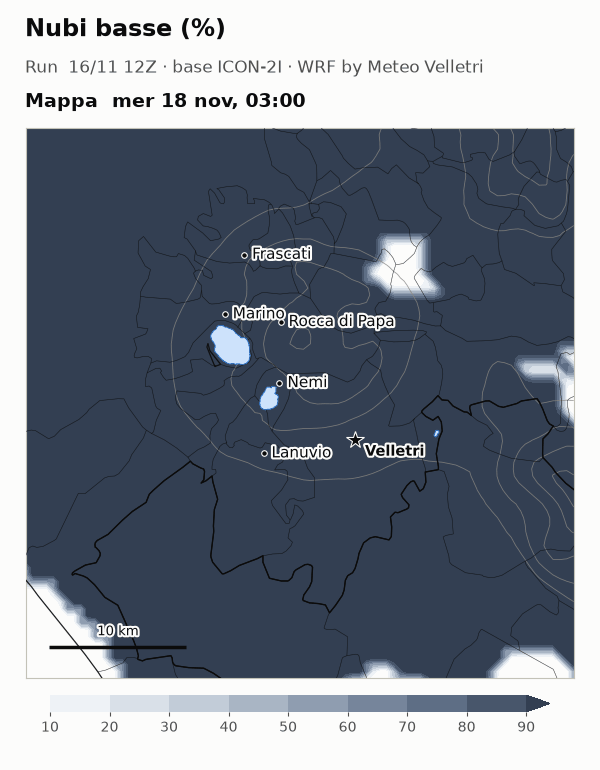 Nubi basse (%)
Run 16/11 12Z · base ICON-2I · WRF by Meteo Velletri
Mappa mer 18 nov, 03:00
Frascati
Marino
Rocca di Papa
Nemi
Velletri
Lanuvio
10 km
10 20 30 40 50 60 70 80 90